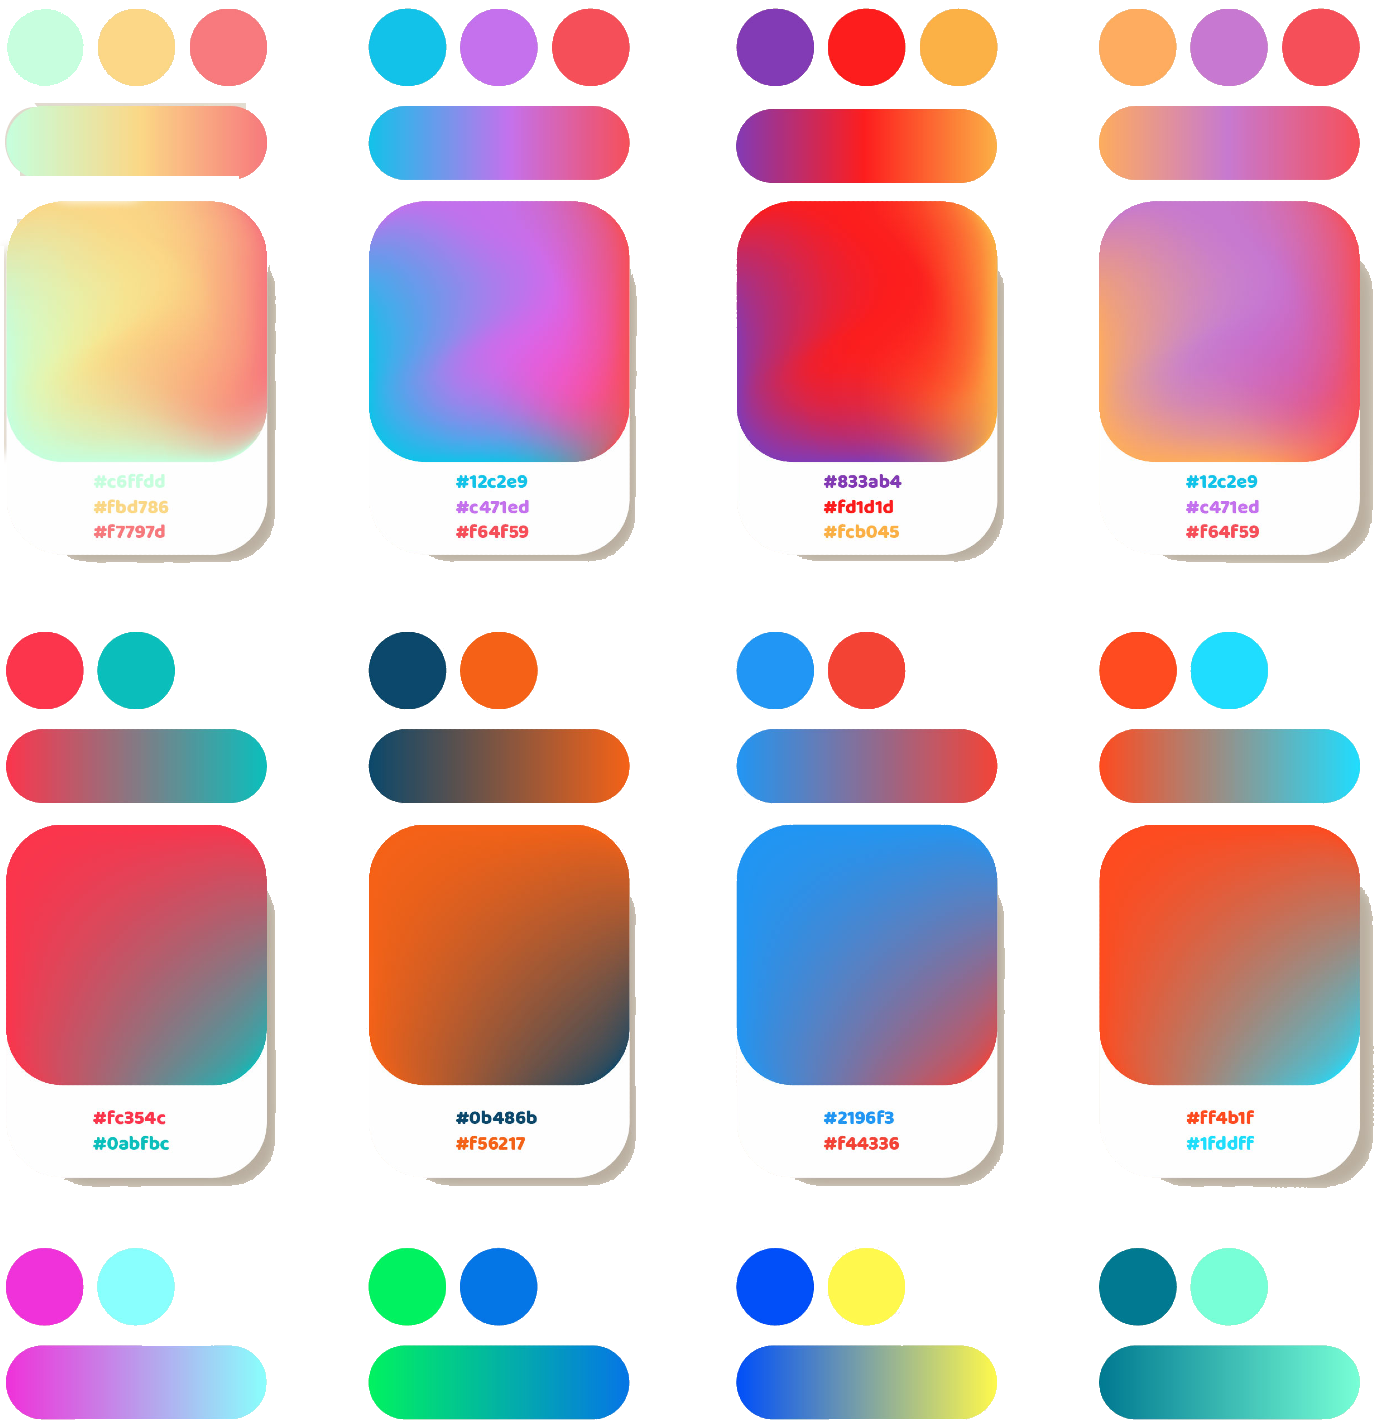 #c6ffdd
#fbd786
#f7797d
#12c2e9
#c471ed
#f64f59
#833ab4
#fd1d1d
#fcb045
#12c2e9
#c471ed
#f64f59
#fc354c
#0abfbc
#0b486b
#f56217
#2196f3
#f44336
#ff4b1f
#1fddff